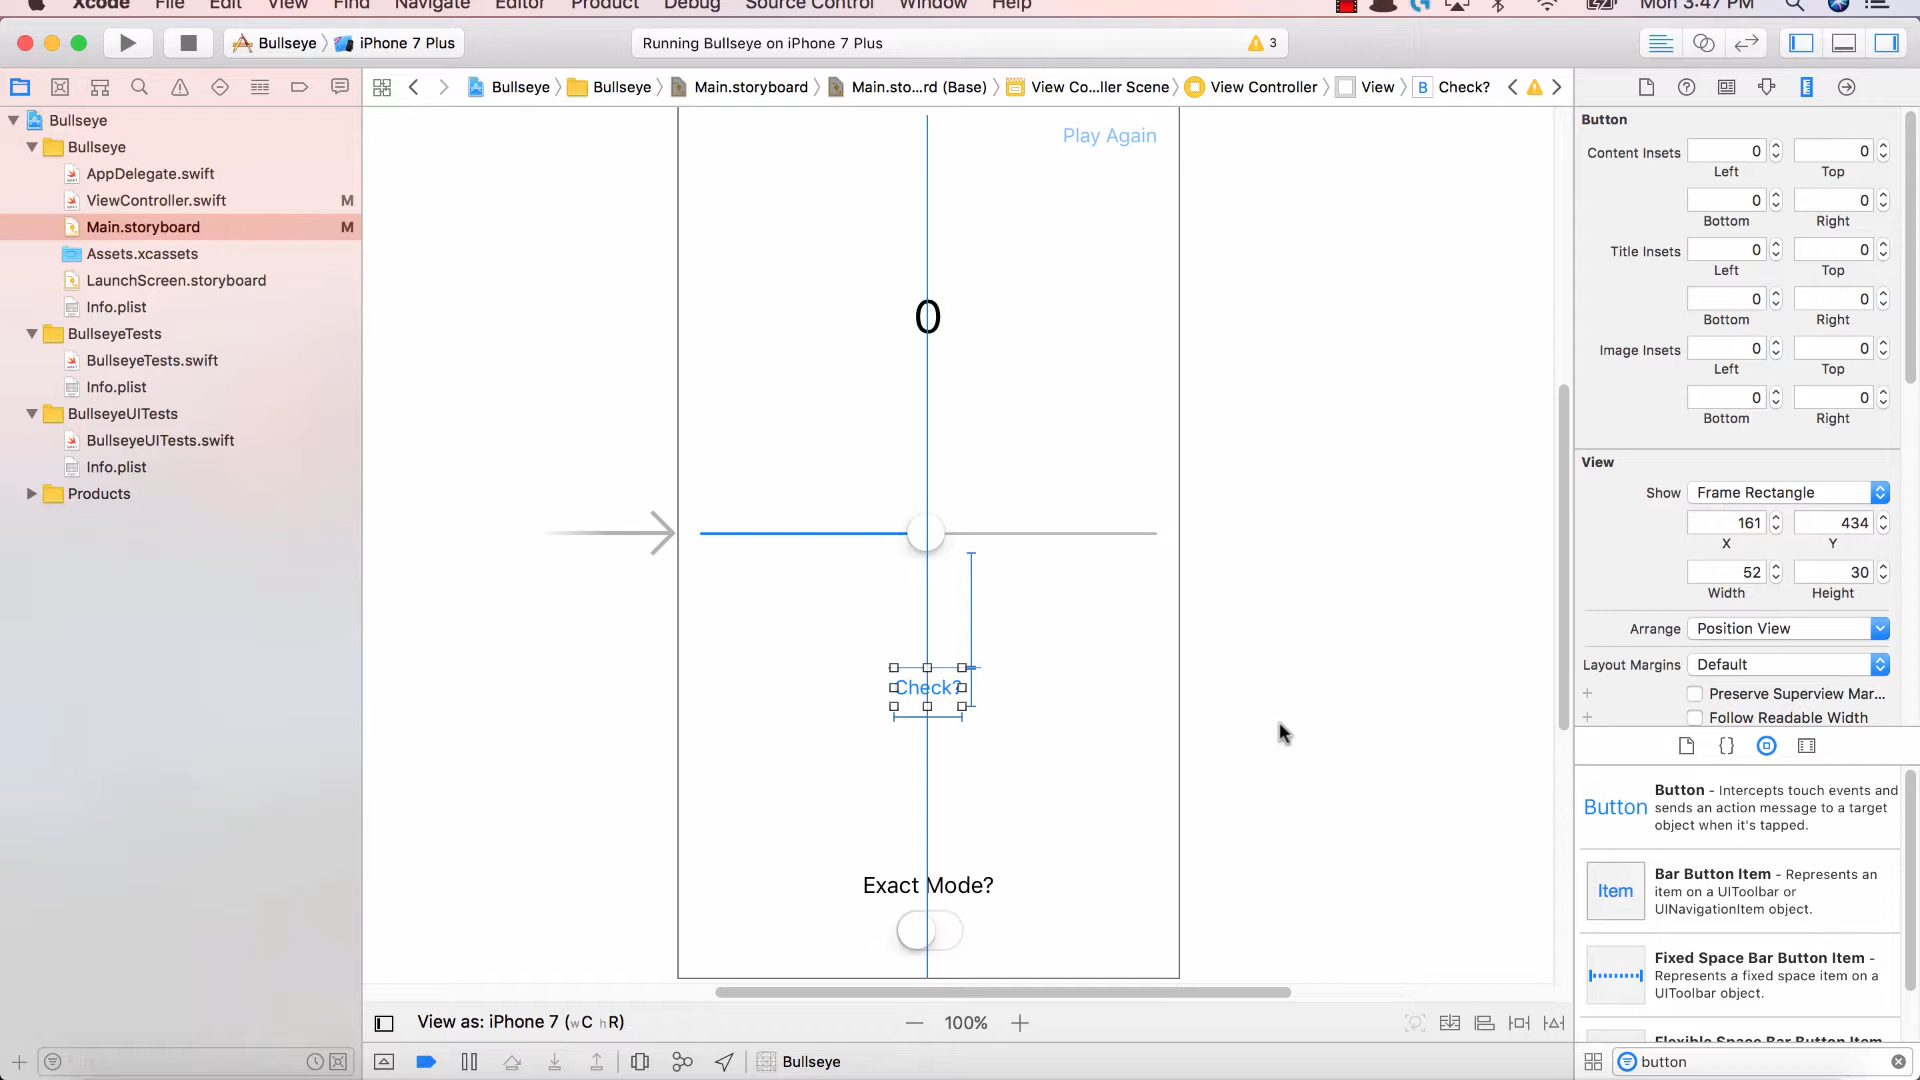 Xcode File Edit View Find Navigate Editor Product Debug Source Control Window Help Mon 3:47 PM
Bullseye iPhone 7 Plus
Running Bullseye on iPhone 7 Plus
3
Bullseye Bullseye Main.storyboard Main.sto...rd (Base) View Co...ller Scene View Controller View B Check?
Bullseye
Bullseye
AppDelegate.swift
ViewController.swift M
Main.storyboard M
Assets.xcassets
LaunchScreen.storyboard
Info.plist
BullseyeTests
BullseyeTests.swift
Info.plist
BullseyeUITests
BullseyeUITests.swift
Info.plist
Products
Play Again
0
Check?
Exact Mode?
View as: iPhone 7 (wC hR)
100%
Bullseye
Button
Content Insets 0 0
Left Top
0 0
Bottom Right
Title Insets 0 0
Left Top
0 0
Bottom Right
Image Insets 0 0
Left Top
0 0
Bottom Right
View
Show Frame Rectangle
161 434
X Y
52 30
Width Height
Arrange Position View
Layout Margins Default
Preserve Superview Mar...
Follow Readable Width
{}
Button
Button - Intercepts touch events and
sends an action message to a target
object when it's tapped.
Item
Bar Button Item - Represents an
item on a UIToolbar or
UINavigationItem object.
Fixed Space Bar Button Item -
Represents a fixed space item on a
UIToolbar object.
Flexible Space Bar Button Item
button